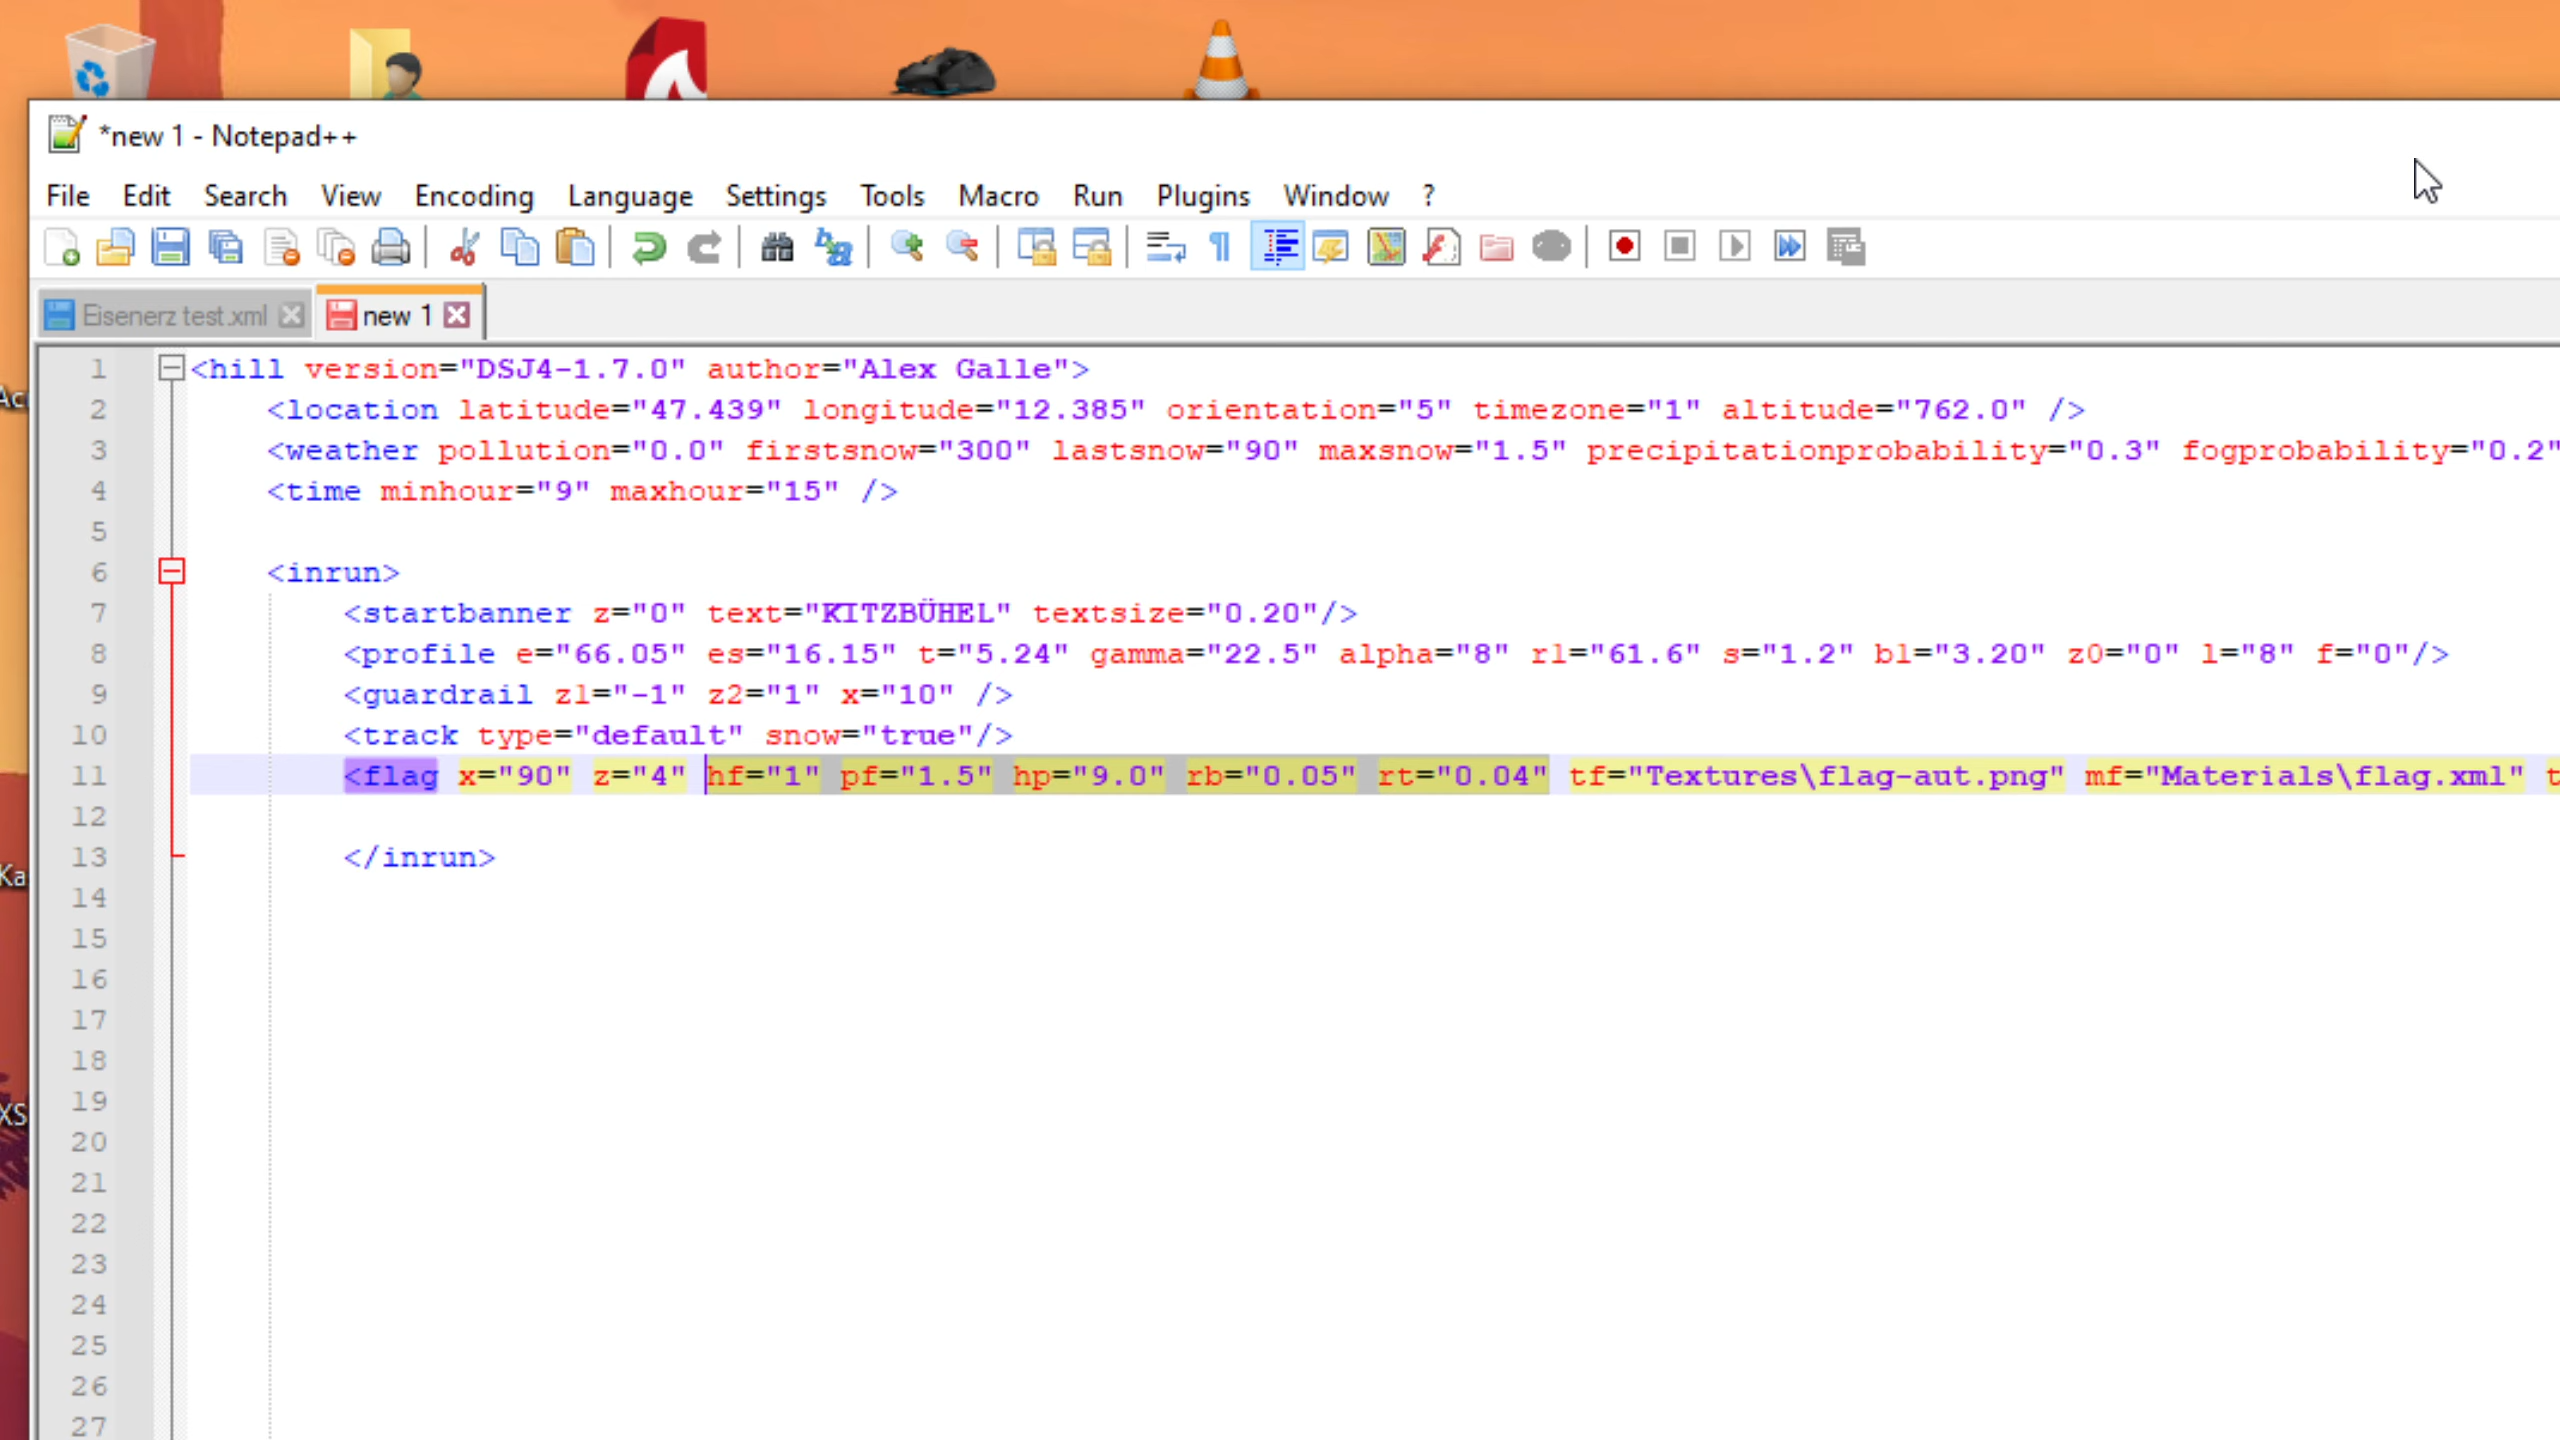 *new 1 - Notepad++
File Edit Search View Encoding Language Settings Tools Macro Run Plugins Window ?
Eisenerz test.xml new 1
1 <hill version="DSJ4-1.7.0" author="Alex Galle">
2 <location latitude="47.439" longitude="12.385" orientation="5" timezone="1" altitude="762.0" />
3 <weather pollution="0.0" firstsnow="300" lastsnow="90" maxsnow="1.5" precipitationprobability="0.3" fogprobability="0.2"
4 <time minhour="9" maxhour="15" />
5
6 <inrun>
7 <startbanner z="0" text="KITZBÜHEL" textsize="0.20"/>
8 <profile e="66.05" es="16.15" t="5.24" gamma="22.5" alpha="8" r1="61.6" s="1.2" b1="3.20" z0="0" l="8" f="0"/>
9 <guardrail z1="-1" z2="1" x="10" />
10 <track type="default" snow="true"/>
11 <flag x="90" z="4" hf="1" pf="1.5" hp="9.0" rb="0.05" rt="0.04" tf="Textures\flag-aut.png" mf="Materials\flag.xml" t
12
13 </inrun>
14
15
16
17
18
19
20
21
22
23
24
25
26
27
Ac
Ka
XS